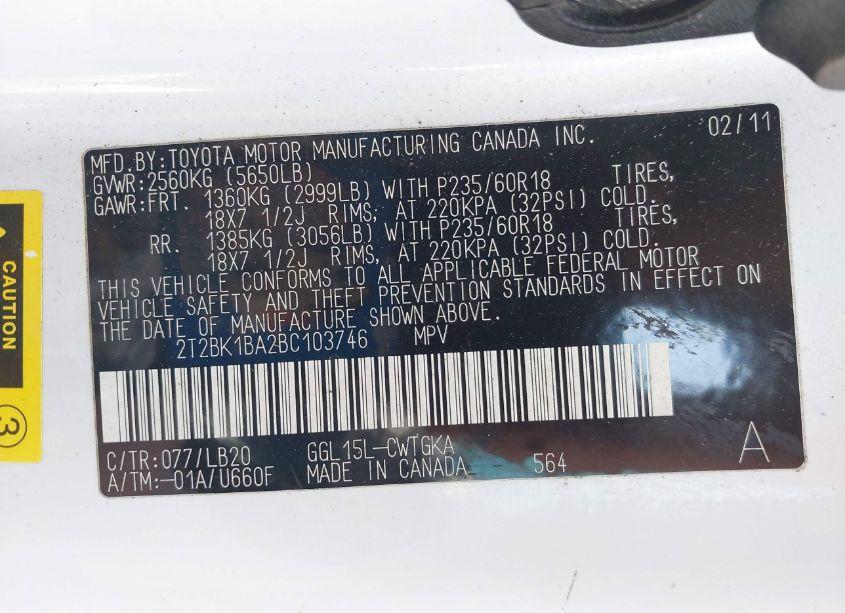 02/11
MFD.BY:TOYOTA MOTOR MANUFACTURING CANADA INC.
GVWR:2560KG (5650LB)
GAWR:FRT. 1360KG (2999LB) WITH P235/60R18 TIRES,
18X7 1/2J RIMS, AT 220KPA (32PSI) COLD.
RR. 1385KG (3056LB) WITH P235/60R18 TIRES,
18X7 1/2J RIMS, AT 220KPA (32PSI) COLD.
THIS VEHICLE CONFORMS TO ALL APPLICABLE FEDERAL MOTOR
VEHICLE SAFETY AND THEFT PREVENTION STANDARDS IN EFFECT ON
THE DATE OF MANUFACTURE SHOWN ABOVE.
2T2BK1BA2BC103746 MPV
C/TR:077/LB20 GGL15L-CWTGKA
A/TM:-01A/U660F MADE IN CANADA 564 A
CAUTION
3